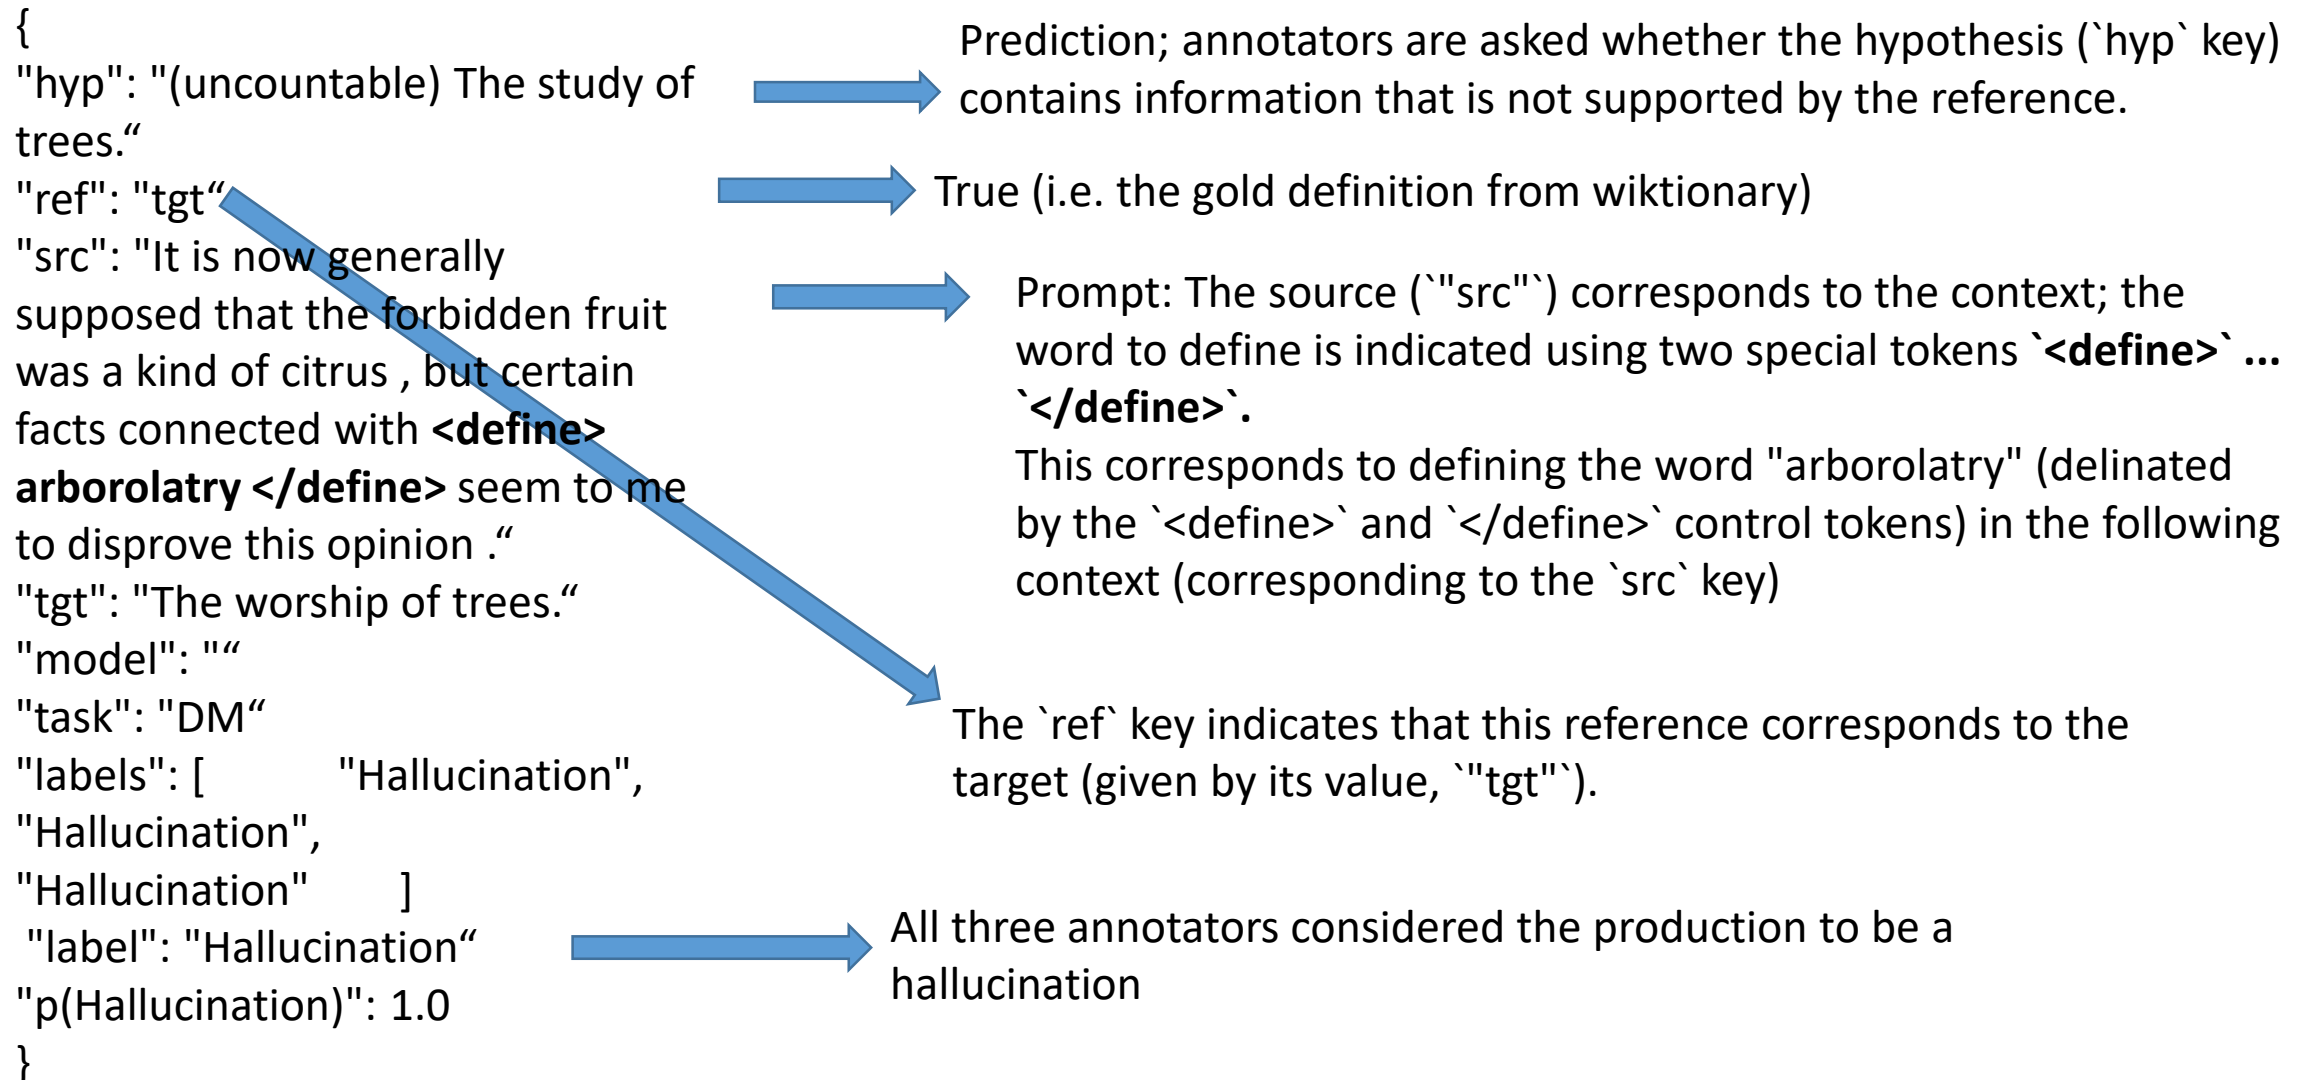 {
"hyp": "(uncountable) The study of
trees.“
"ref": "tgt“
"src": "It is now generally
supposed that the forbidden fruit
was a kind of citrus , but certain
facts connected with <define>
arborolatry </define> seem to me
to disprove this opinion .“
"tgt": "The worship of trees.“
"model": "“
"task": "DM“
"labels": [ "Hallucination",
"Hallucination",
"Hallucination" ]
"label": "Hallucination“
"p(Hallucination)": 1.0
}
Prediction; annotators are asked whether the hypothesis (`hyp` key)
contains information that is not supported by the reference.
True (i.e. the gold definition from wiktionary)
Prompt: The source (`"src"`) corresponds to the context; the
word to define is indicated using two special tokens `<define>` ...
`</define>`.
This corresponds to defining the word "arborolatry" (delinated
by the `<define>` and `</define>` control tokens) in the following
context (corresponding to the `src` key)
The `ref` key indicates that this reference corresponds to the
target (given by its value, `"tgt"`).
All three annotators considered the production to be a
hallucination